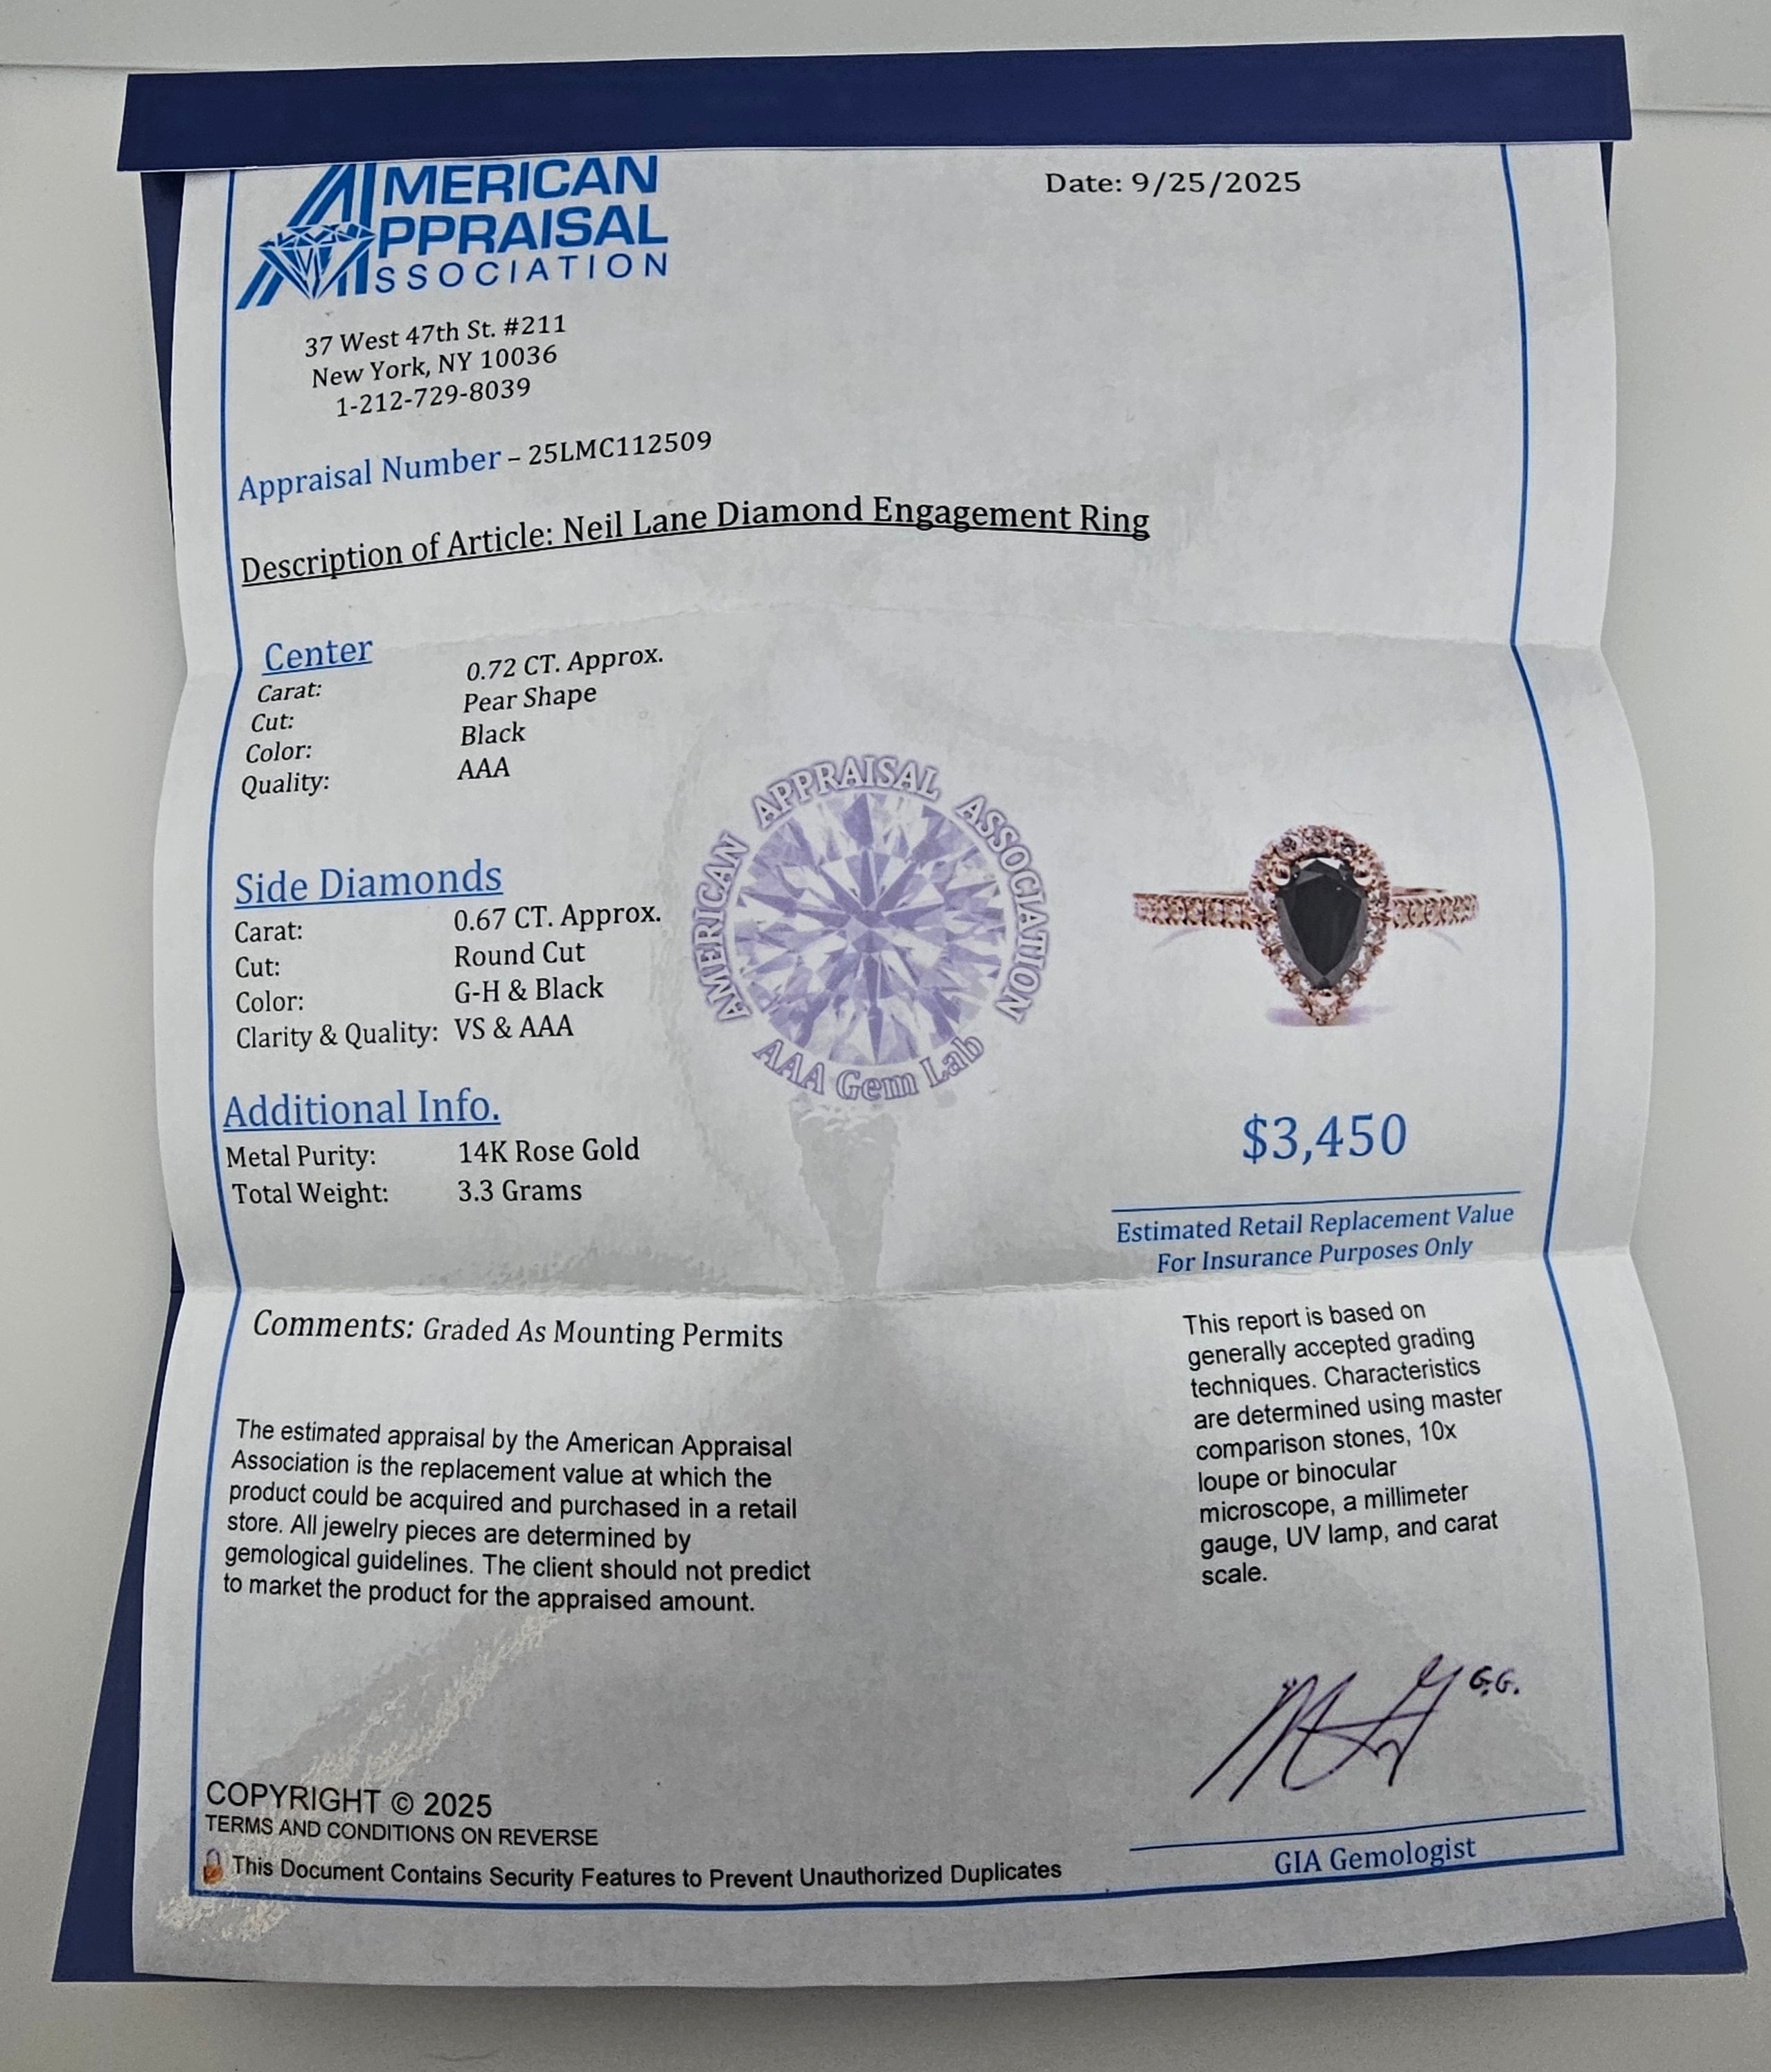 AMERICAN
APPRAISAL
ASSOCIATION
Date: 9/25/2025
37 West 47th St. #211
New York, NY 10036
1-212-729-8039
Appraisal Number – 25LMC112509
Description of Article: Neil Lane Diamond Engagement Ring
Center
Carat: 0.72 CT. Approx.
Cut: Pear Shape
Color: Black
Quality: AAA
Side Diamonds
Carat: 0.67 CT. Approx.
Cut: Round Cut
Color: G-H & Black
Clarity & Quality: VS & AAA
Additional Info.
Metal Purity: 14K Rose Gold
Total Weight: 3.3 Grams
AMERICAN APPRAISAL ASSOCIATION
AAA Gem Lab
$3,450
Estimated Retail Replacement Value
For Insurance Purposes Only
Comments: Graded As Mounting Permits
The estimated appraisal by the American Appraisal
Association is the replacement value at which the
product could be acquired and purchased in a retail
store. All jewelry pieces are determined by
gemological guidelines. The client should not predict
to market the product for the appraised amount.
This report is based on
generally accepted grading
techniques. Characteristics
are determined using master
comparison stones, 10x
loupe or binocular
microscope, a millimeter
gauge, UV lamp, and carat
scale.
G.G.
GIA Gemologist
COPYRIGHT © 2025
TERMS AND CONDITIONS ON REVERSE
This Document Contains Security Features to Prevent Unauthorized Duplicates